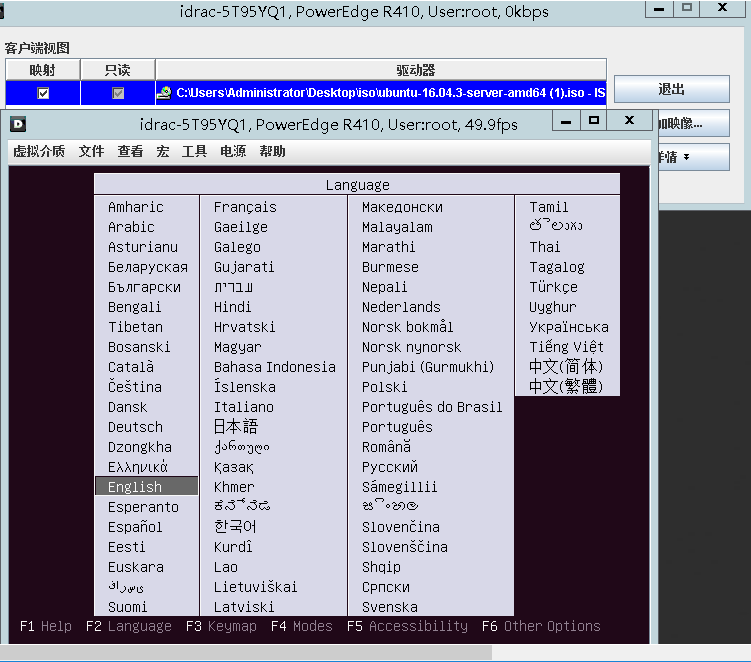 idrac-5T95YQ1, PowerEdge R410, User:root, 0kbps
客户端视图
映射 只读 驱动器
C:\Users\Administrator\Desktop\iso\ubuntu-16.04.3-server-amd64 (1).iso - IS
退出
加映像...
详情
idrac-5T95YQ1, PowerEdge R410, User:root, 49.9fps
虚拟介质 文件 查看 宏 工具 电源 帮助
Language
Amharic
Arabic
Asturianu
Беларуская
Български
Bengali
Tibetan
Bosanski
Català
Čeština
Dansk
Deutsch
Dzongkha
Ελληνικά
English
Esperanto
Español
Eesti
Euskara
فارسی
Suomi
Français
Gaeilge
Galego
Gujarati
עברית
Hindi
Hrvatski
Magyar
Bahasa Indonesia
Íslenska
Italiano
日本語
ქართული
Қазақ
Khmer
ಕನ್ನಡ
한국어
Kurdî
Lao
Lietuviškai
Latviski
Македонски
Malayalam
Marathi
Burmese
Nepali
Nederlands
Norsk bokmål
Norsk nynorsk
Punjabi (Gurmukhi)
Polski
Português do Brasil
Português
Română
Русский
Sámegillii
සිංහල
Slovenčina
Slovenščina
Shqip
Српски
Svenska
Tamil
తెలుగు
Thai
Tagalog
Türkçe
Uyghur
Українська
Tiếng Việt
中文(简体)
中文(繁體)
F1 Help F2 Language F3 Keymap F4 Modes F5 Accessibility F6 Other Options